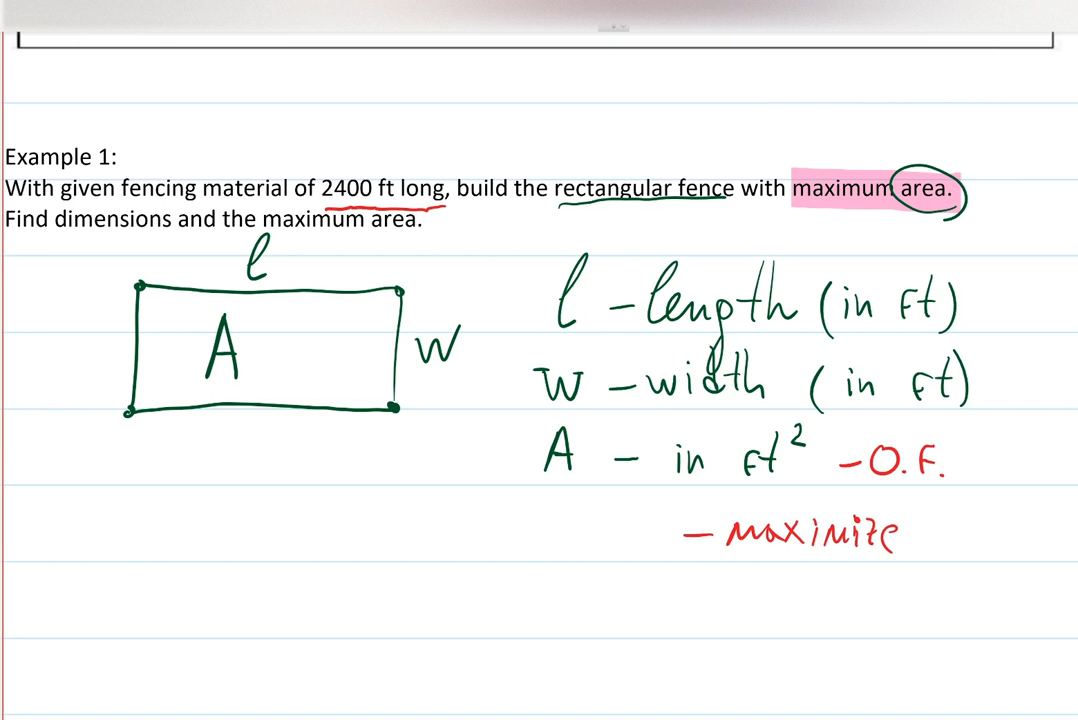 Example 1:
With given fencing material of 2400 ft long, build the rectangular fence with maximum area.
Find dimensions and the maximum area.
l
A
w
l - length (in ft)
w - width (in ft)
A - in ft² - O.F.
- maximize